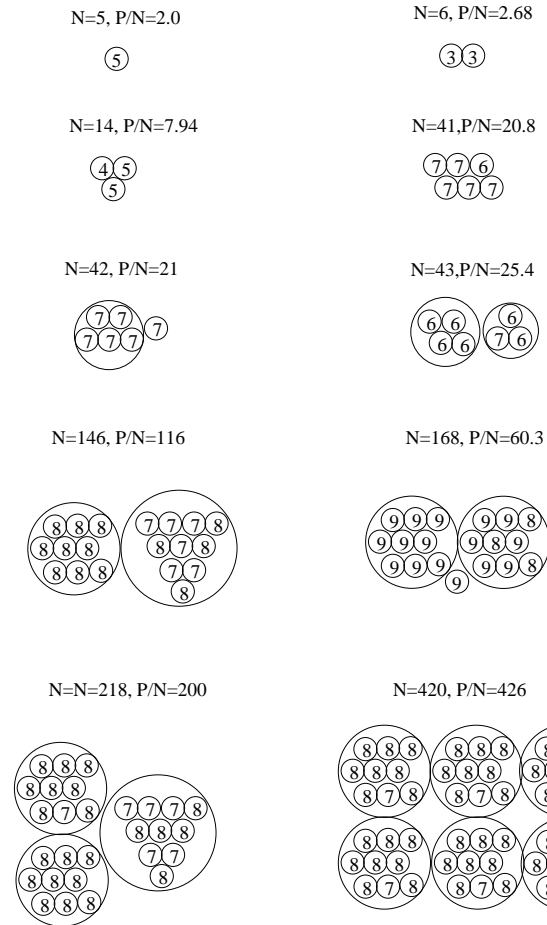 N=5, P/N=2.0
5
N=6, P/N=2.68
3 3
N=14, P/N=7.94
4 5
5
N=41,P/N=20.8
7 7 6
7 7 7
N=42, P/N=21
7 7
7 7 7
7
N=43,P/N=25.4
6 6
6 6
6
7 6
N=146, P/N=116
8 8 8
8 8 8
8 8 8
7 7 7 8
8 7 8
7 7
8
N=168, P/N=60.3
9 9 9
9 9 9
9 9 9
9 9 8
9 8 9
9 9 8
9
N=N=218, P/N=200
8 8 8
8 8 8
8 7 8
7 7 7 8
8 8 8
7 7
8
8 8 8
8 8 8
8 8 8
N=420, P/N=426
8 8 8
8 8 8
8 7 8
8 8 8
8 8 8
8 7 8
8 8 8
8 8 8
8 7 8
8 8 8
8 8 8
8 7 8